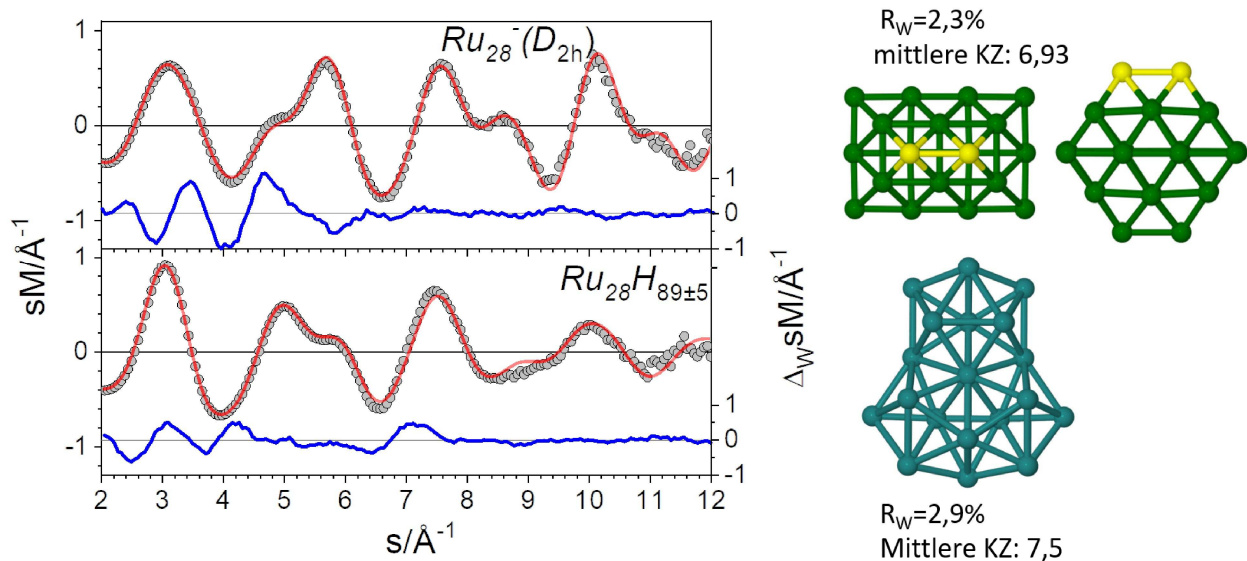 Ru₂₈⁻(D₂ₕ)
1
0
-1
1
0
-1
Ru₂₈H₈₉±₅
1
0
-1
1
0
-1
2 3 4 5 6 7 8 9 10 11 12
s/Å⁻¹
sM/Å⁻¹
ΔwsM/Å⁻¹
Rw=2,3%
mittlere KZ: 6,93
Rw=2,9%
Mittlere KZ: 7,5